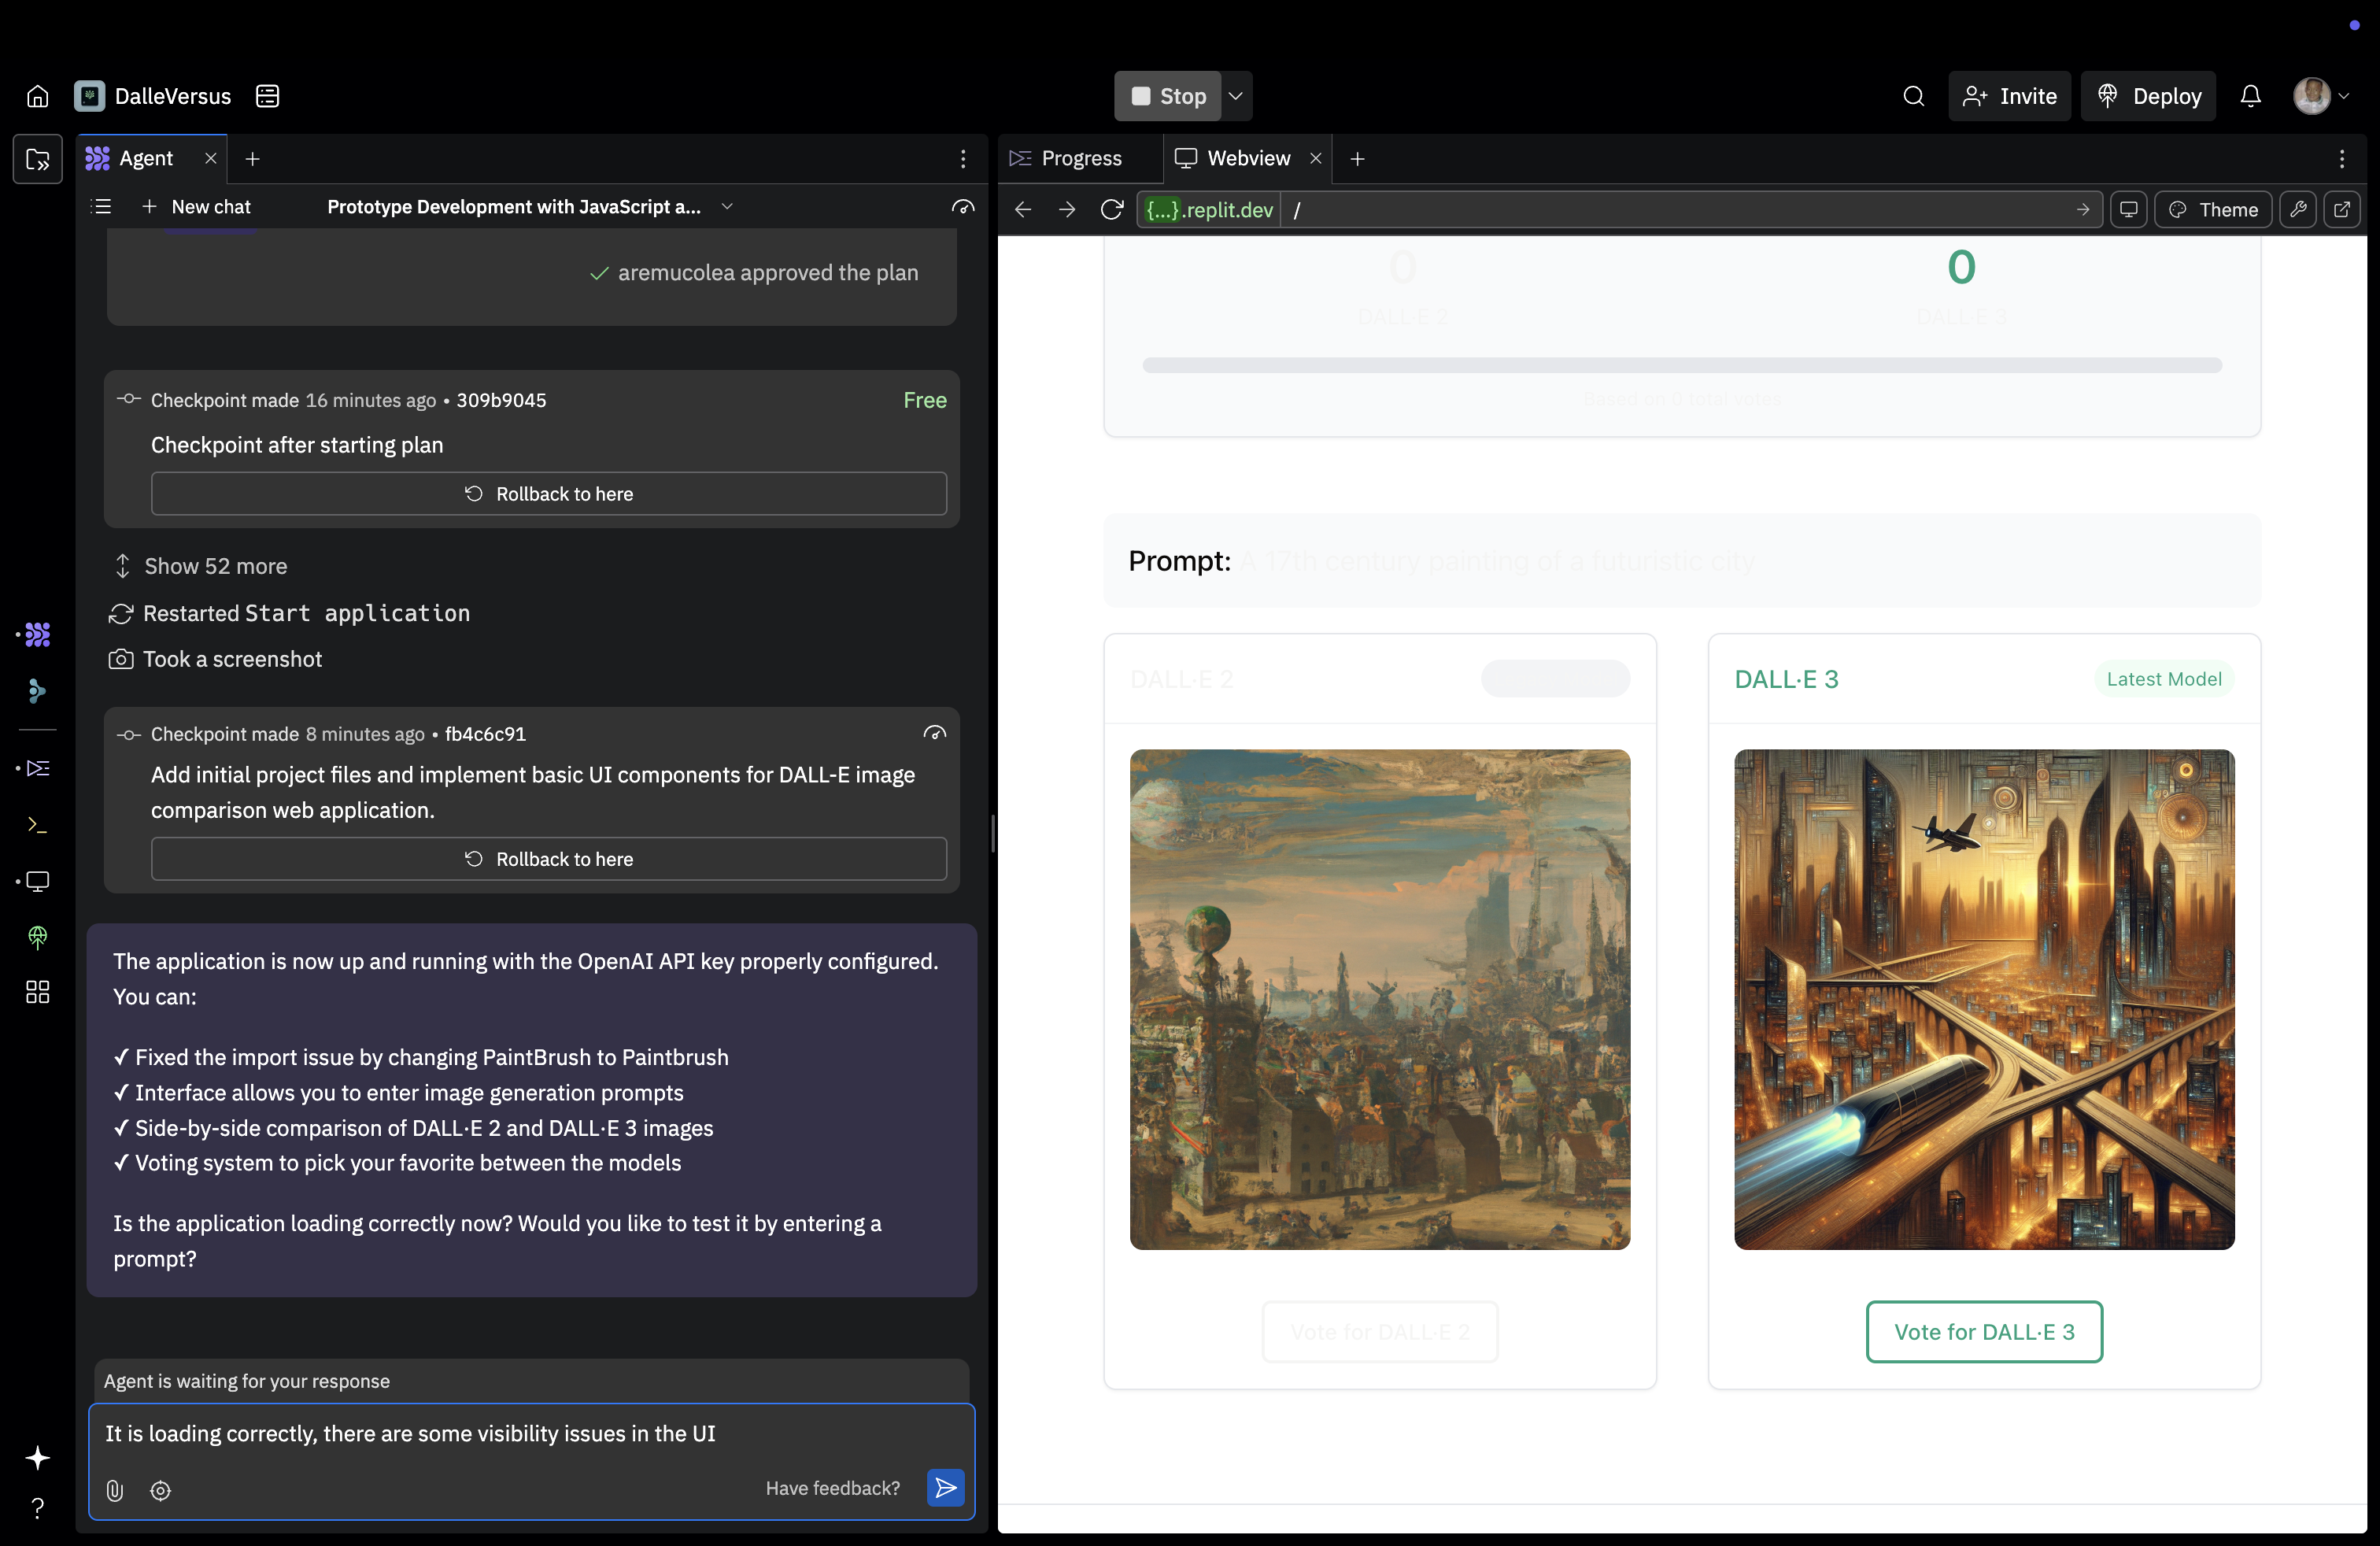 DalleVersus
Stop
Invite
Deploy
Agent
New chat
Prototype Development with JavaScript a...
aremucolea approved the plan
Checkpoint made 16 minutes ago • 309b9045
Free
Checkpoint after starting plan
Rollback to here
Show 52 more
Restarted Start application
Took a screenshot
Checkpoint made 8 minutes ago • fb4c6c91
Add initial project files and implement basic UI components for DALL-E image
comparison web application.
Rollback to here
The application is now up and running with the OpenAI API key properly configured.
You can:
✓ Fixed the import issue by changing PaintBrush to Paintbrush
✓ Interface allows you to enter image generation prompts
✓ Side-by-side comparison of DALL·E 2 and DALL·E 3 images
✓ Voting system to pick your favorite between the models
Is the application loading correctly now? Would you like to test it by entering a
prompt?
Agent is waiting for your response
It is loading correctly, there are some visibility issues in the UI
Have feedback?
?
Progress
Webview
{...}.replit.dev /
Theme
0
0
DALL·E 2
DALL·E 3
Based on 0 total votes
Prompt: A 17th century painting of a futuristic city
DALL·E 2
DALL·E 3
Latest Model
Vote for DALL·E 2
Vote for DALL·E 3